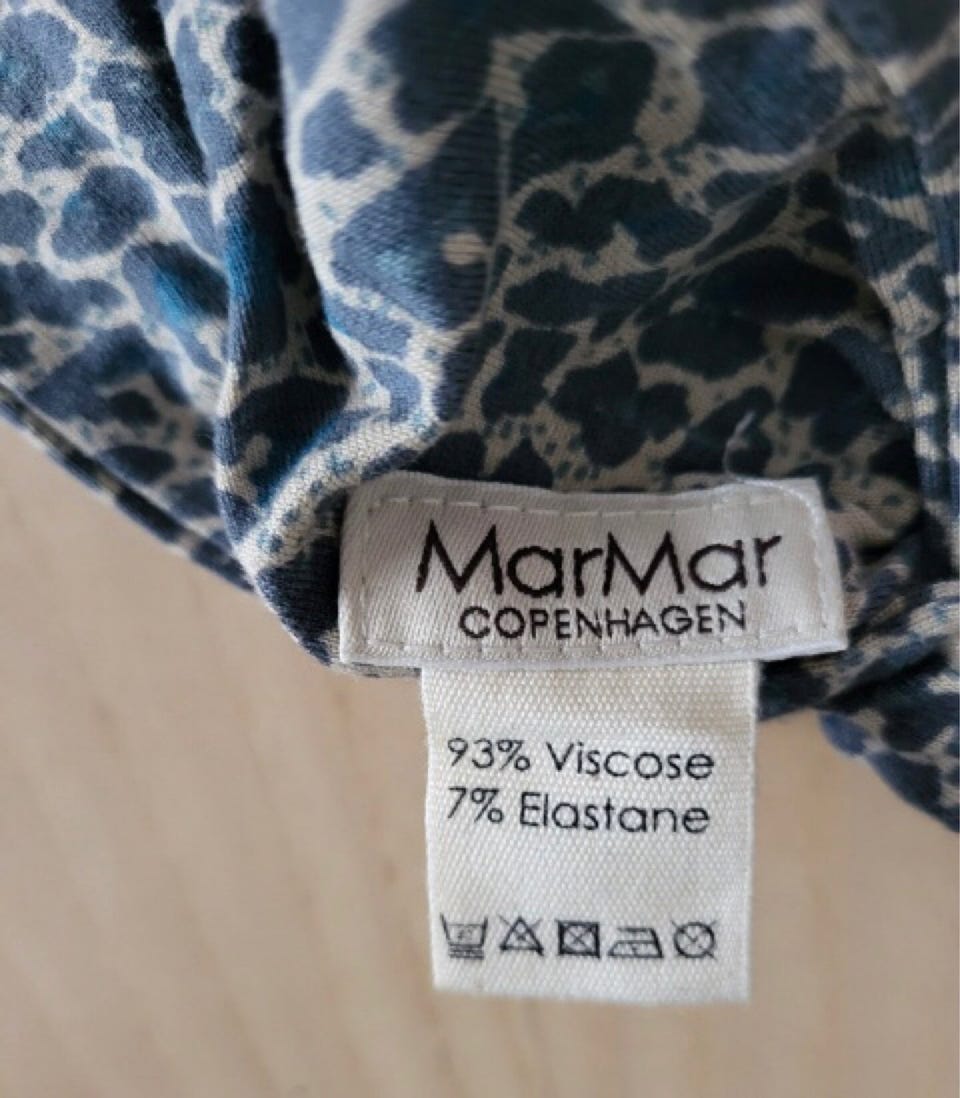 MarMar
COPENHAGEN
93% Viscose
7% Elastane